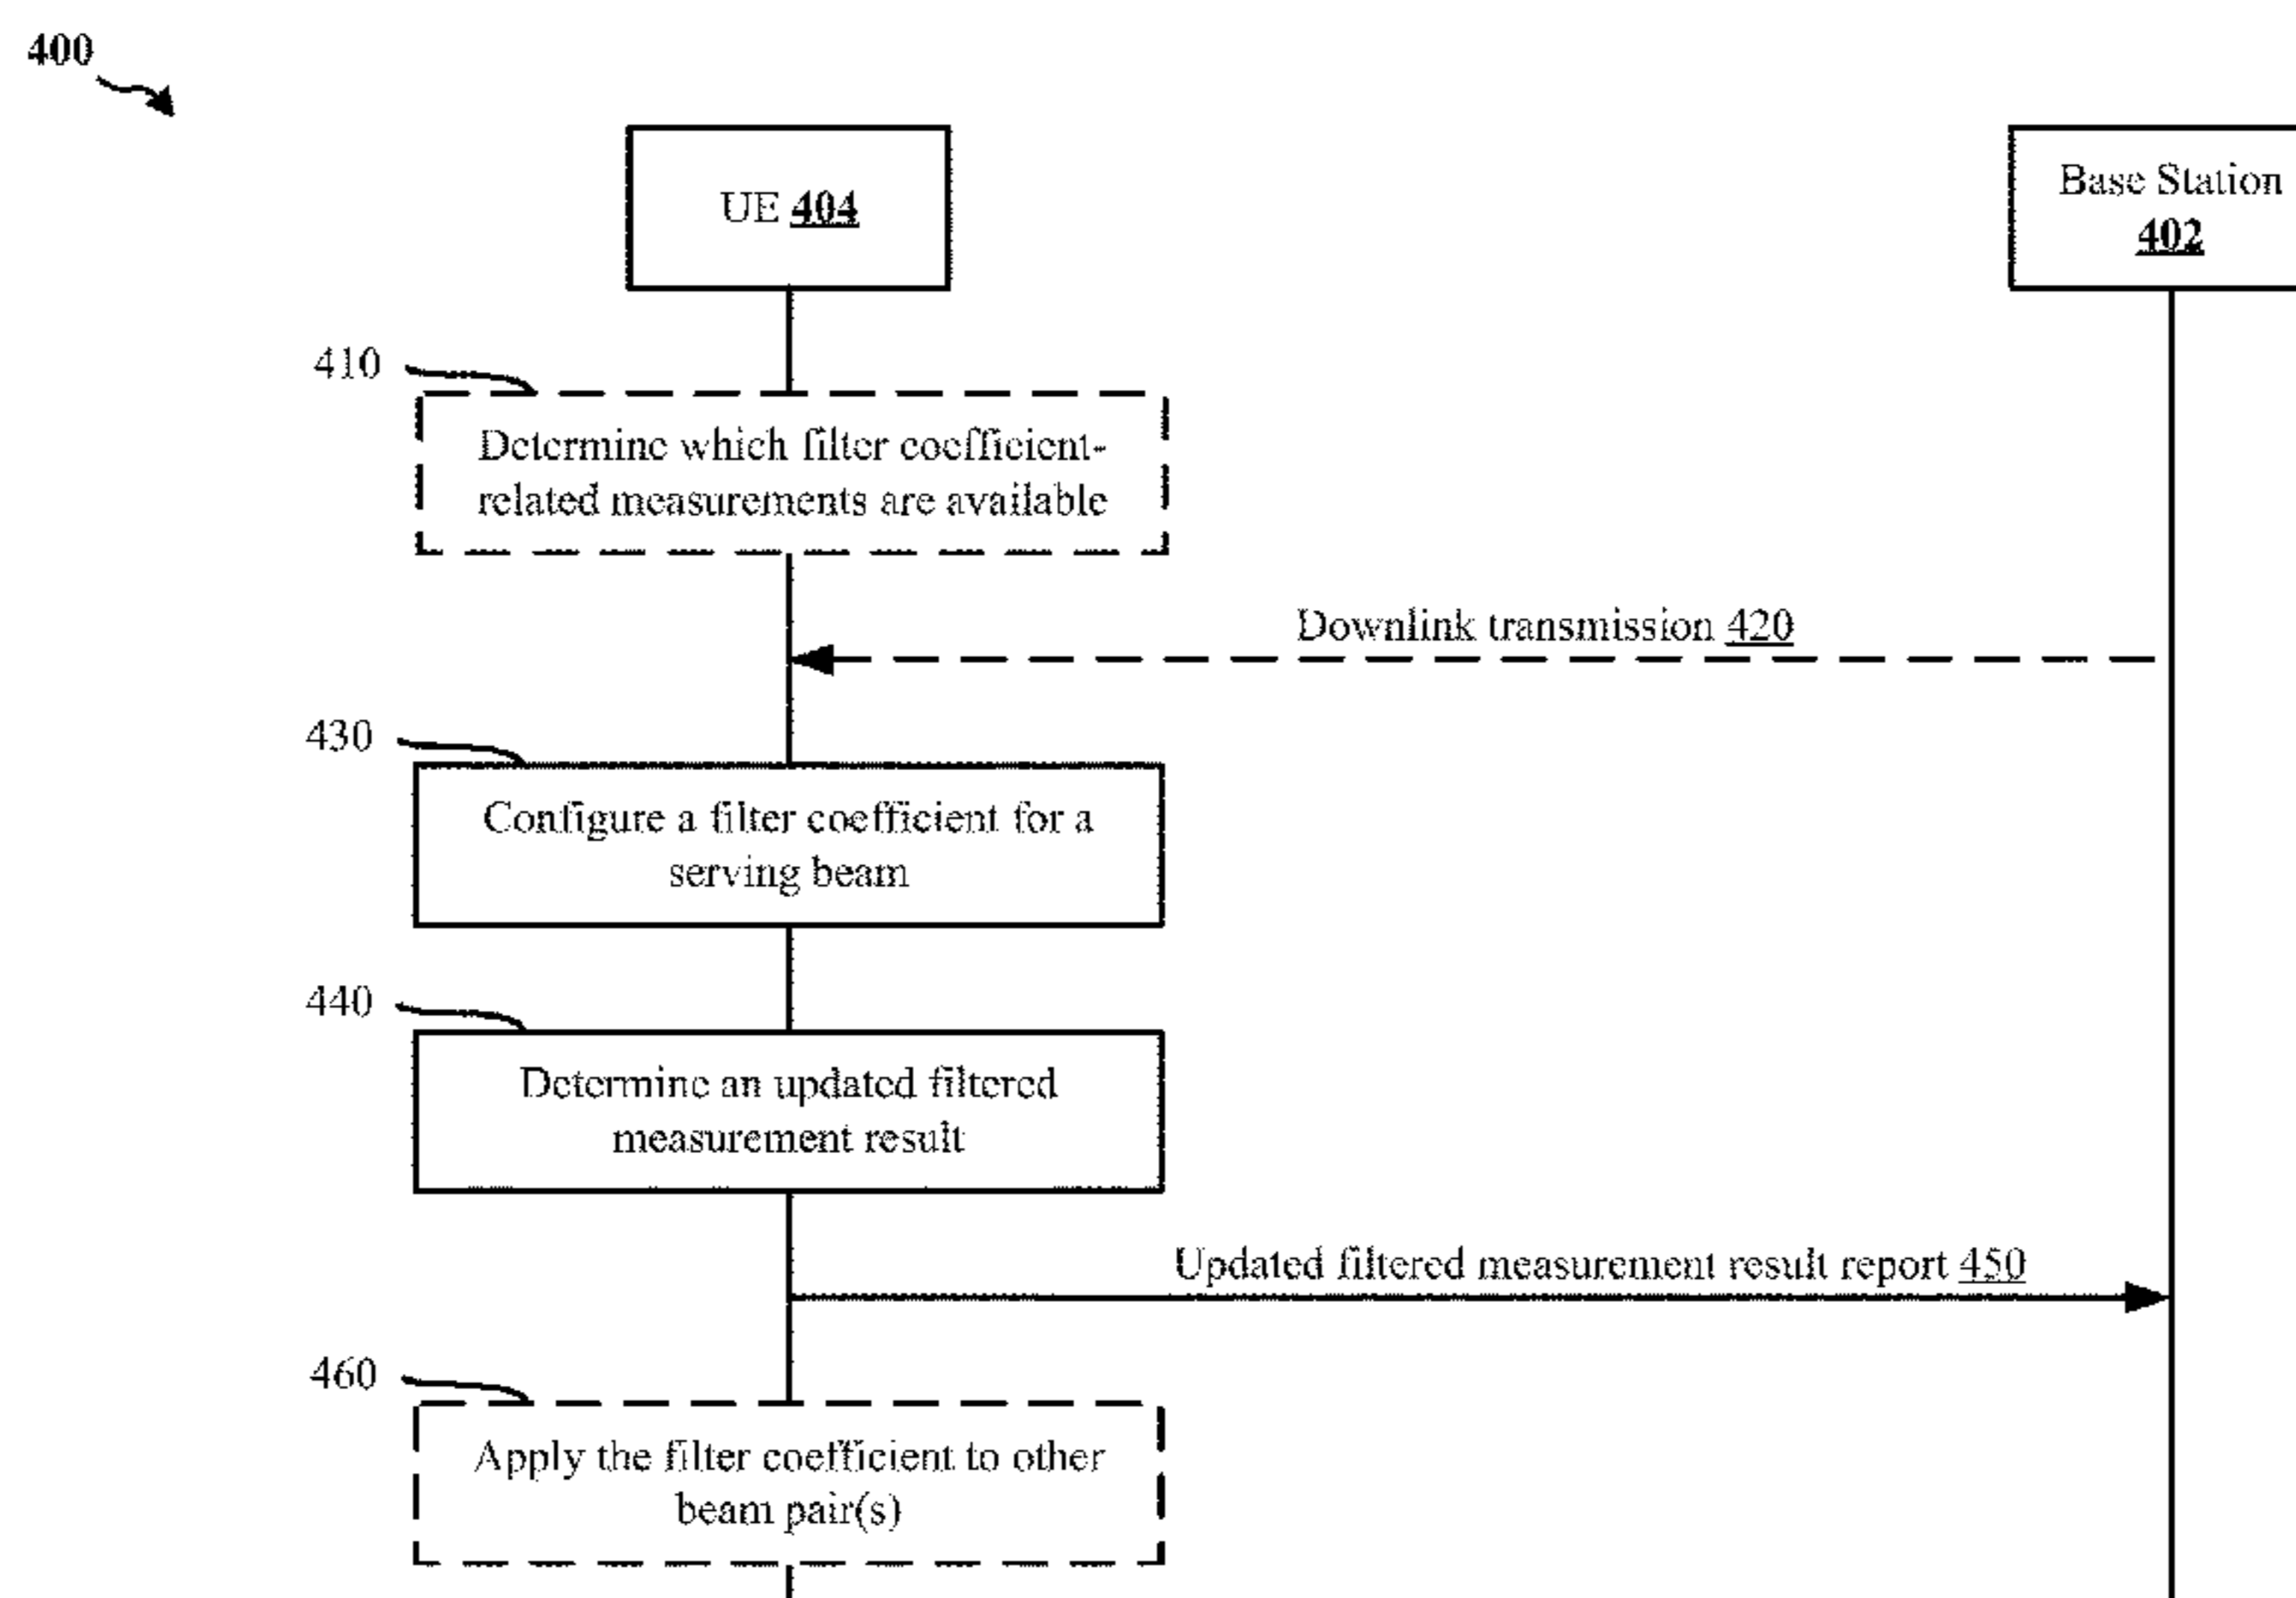 400
UE 404
Base Station
402
410
Determine which filter coefficient-
related measurements are available
Downlink transmission 420
430
Configure a filter coefficient for a
serving beam
440
Determine an updated filtered
measurement result
Updated filtered measurement result report 450
460
Apply the filter coefficient to other
beam pair(s)